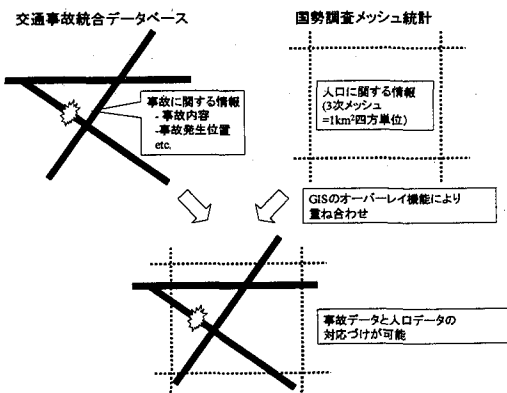 交通事故統合データベース
国勢調査メッシュ統計
事故に関する情報
- 事故内容
- 事故発生位置
etc.
人口に関する情報
(3次メッシュ
=1km²四方単位)
GISのオーバーレイ機能により
重ね合わせ
事故データと人口データの
対応づけが可能